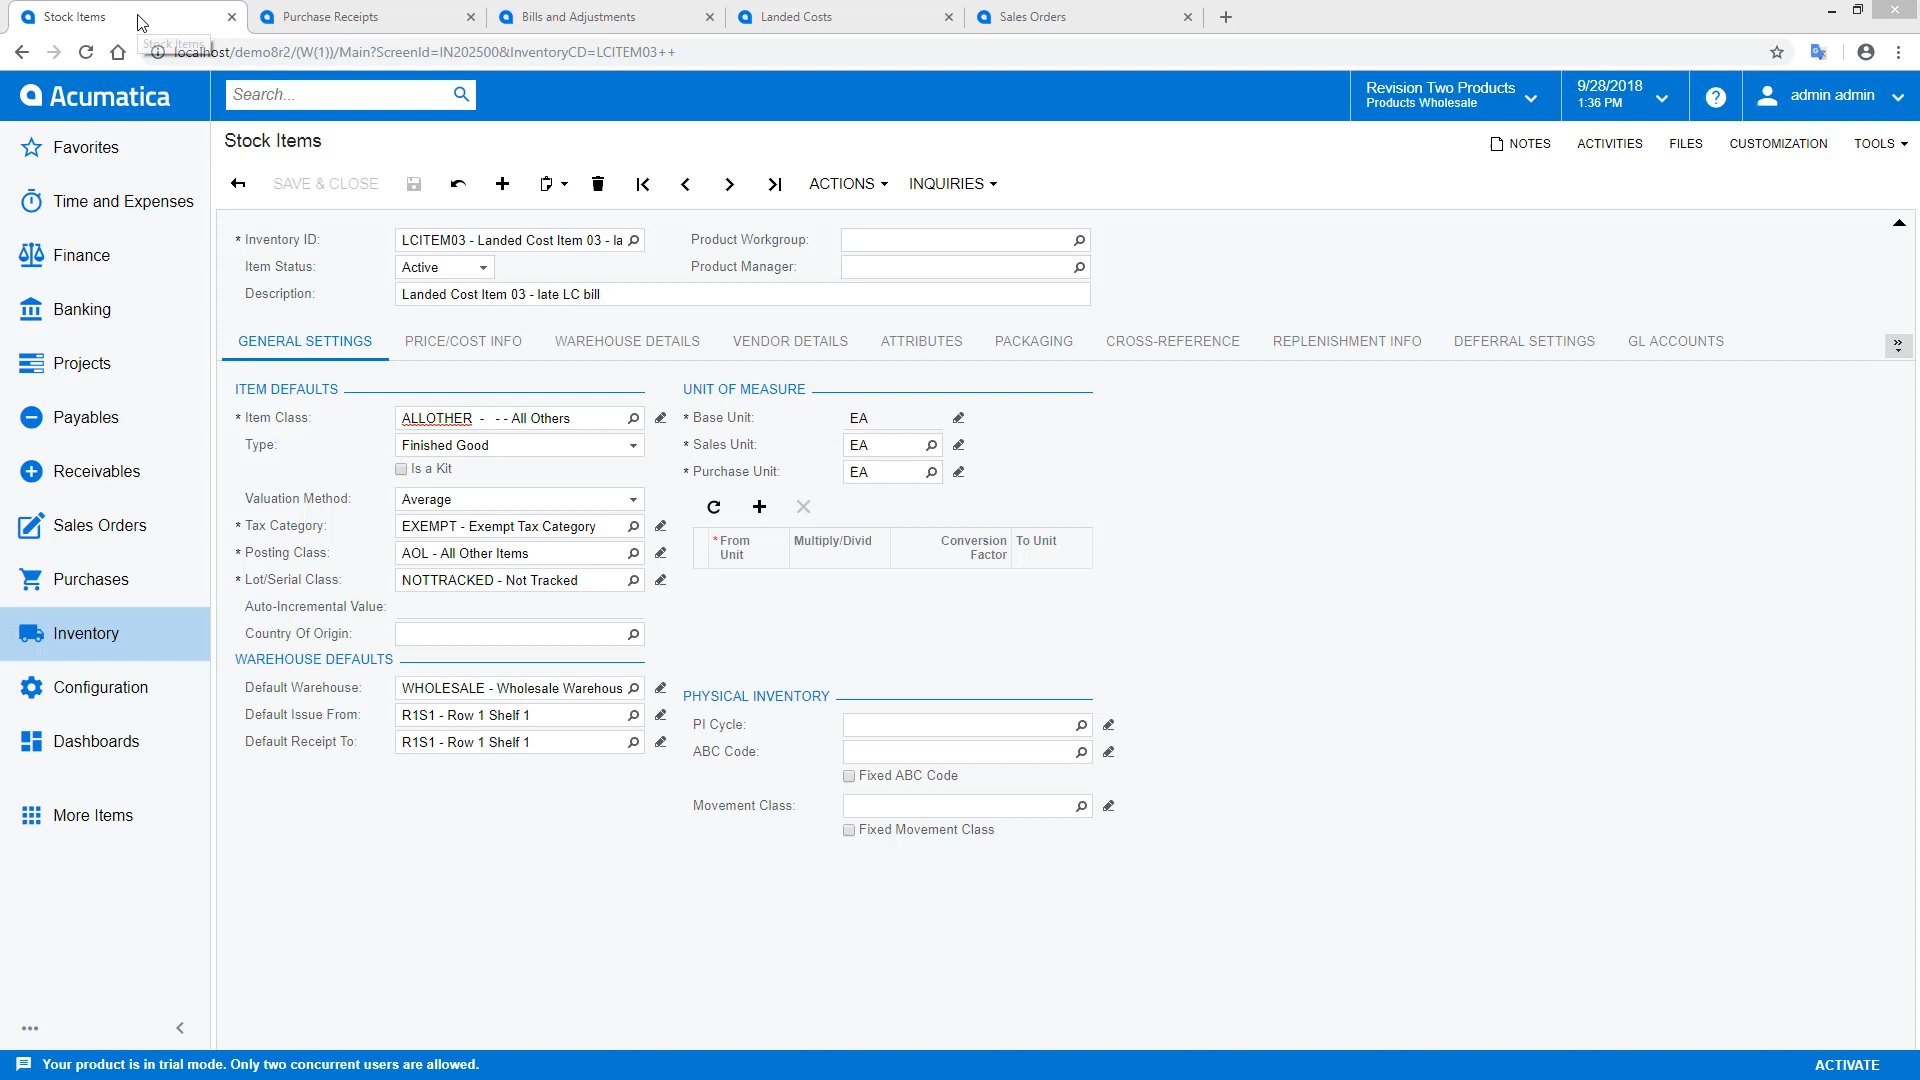 Stock Items
Purchase Receipts
Bills and Adjustments
Landed Costs
Sales Orders
Stock Items
localhost/demo8r2/(W(1))/Main?ScreenId=IN202500&InventoryCD=LCITEM03++
Acumatica
Search...
Revision Two Products
Products Wholesale
9/28/2018
1:36 PM
?
admin admin
Favorites
Time and Expenses
Finance
Banking
Projects
Payables
Receivables
Sales Orders
Purchases
Inventory
Configuration
Dashboards
More Items
Stock Items
NOTES
ACTIVITIES
FILES
CUSTOMIZATION
TOOLS
SAVE & CLOSE
ACTIONS
INQUIRIES
* Inventory ID: LCITEM03 - Landed Cost Item 03 - la
Item Status: Active
Description: Landed Cost Item 03 - late LC bill
Product Workgroup:
Product Manager:
GENERAL SETTINGS
PRICE/COST INFO
WAREHOUSE DETAILS
VENDOR DETAILS
ATTRIBUTES
PACKAGING
CROSS-REFERENCE
REPLENISHMENT INFO
DEFERRAL SETTINGS
GL ACCOUNTS
ITEM DEFAULTS
* Item Class: ALLOTHER - - - All Others
Type: Finished Good
Is a Kit
Valuation Method: Average
* Tax Category: EXEMPT - Exempt Tax Category
* Posting Class: AOL - All Other Items
* Lot/Serial Class: NOTTRACKED - Not Tracked
Auto-Incremental Value:
Country Of Origin:
WAREHOUSE DEFAULTS
Default Warehouse: WHOLESALE - Wholesale Warehous
Default Issue From: R1S1 - Row 1 Shelf 1
Default Receipt To: R1S1 - Row 1 Shelf 1
UNIT OF MEASURE
* Base Unit: EA
* Sales Unit: EA
* Purchase Unit: EA
* From Unit
Multiply/Divid
Conversion Factor
To Unit
PHYSICAL INVENTORY
PI Cycle:
ABC Code:
Fixed ABC Code
Movement Class:
Fixed Movement Class
Your product is in trial mode. Only two concurrent users are allowed.
ACTIVATE